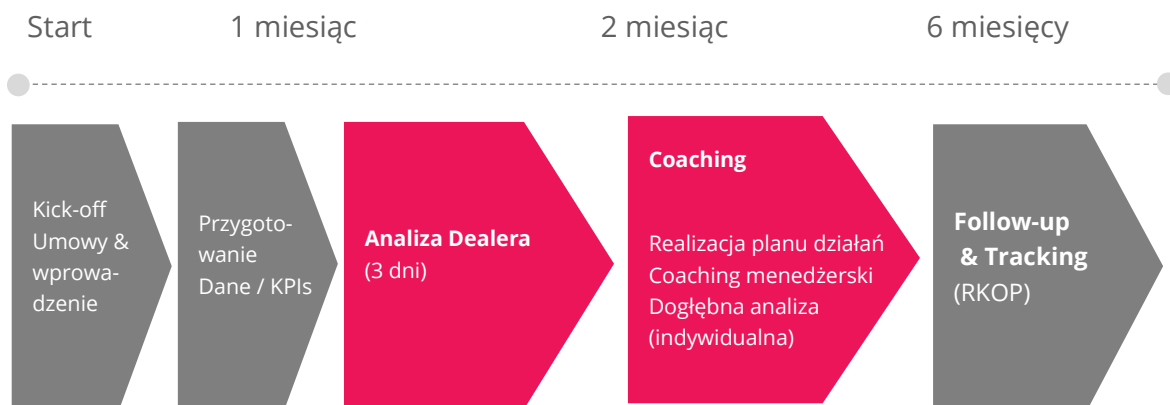 Start
1 miesiąc
2 miesiąc
6 miesięcy
Kick-off
Umowy &
wprowa-
dzenie
Przygoto-
wanie
Dane / KPIs
Analiza Dealera
(3 dni)
Coaching
Realizacja planu działań
Coaching menedżerski
Dogłębna analiza
(indywidualna)
Follow-up
& Tracking
(RKOP)